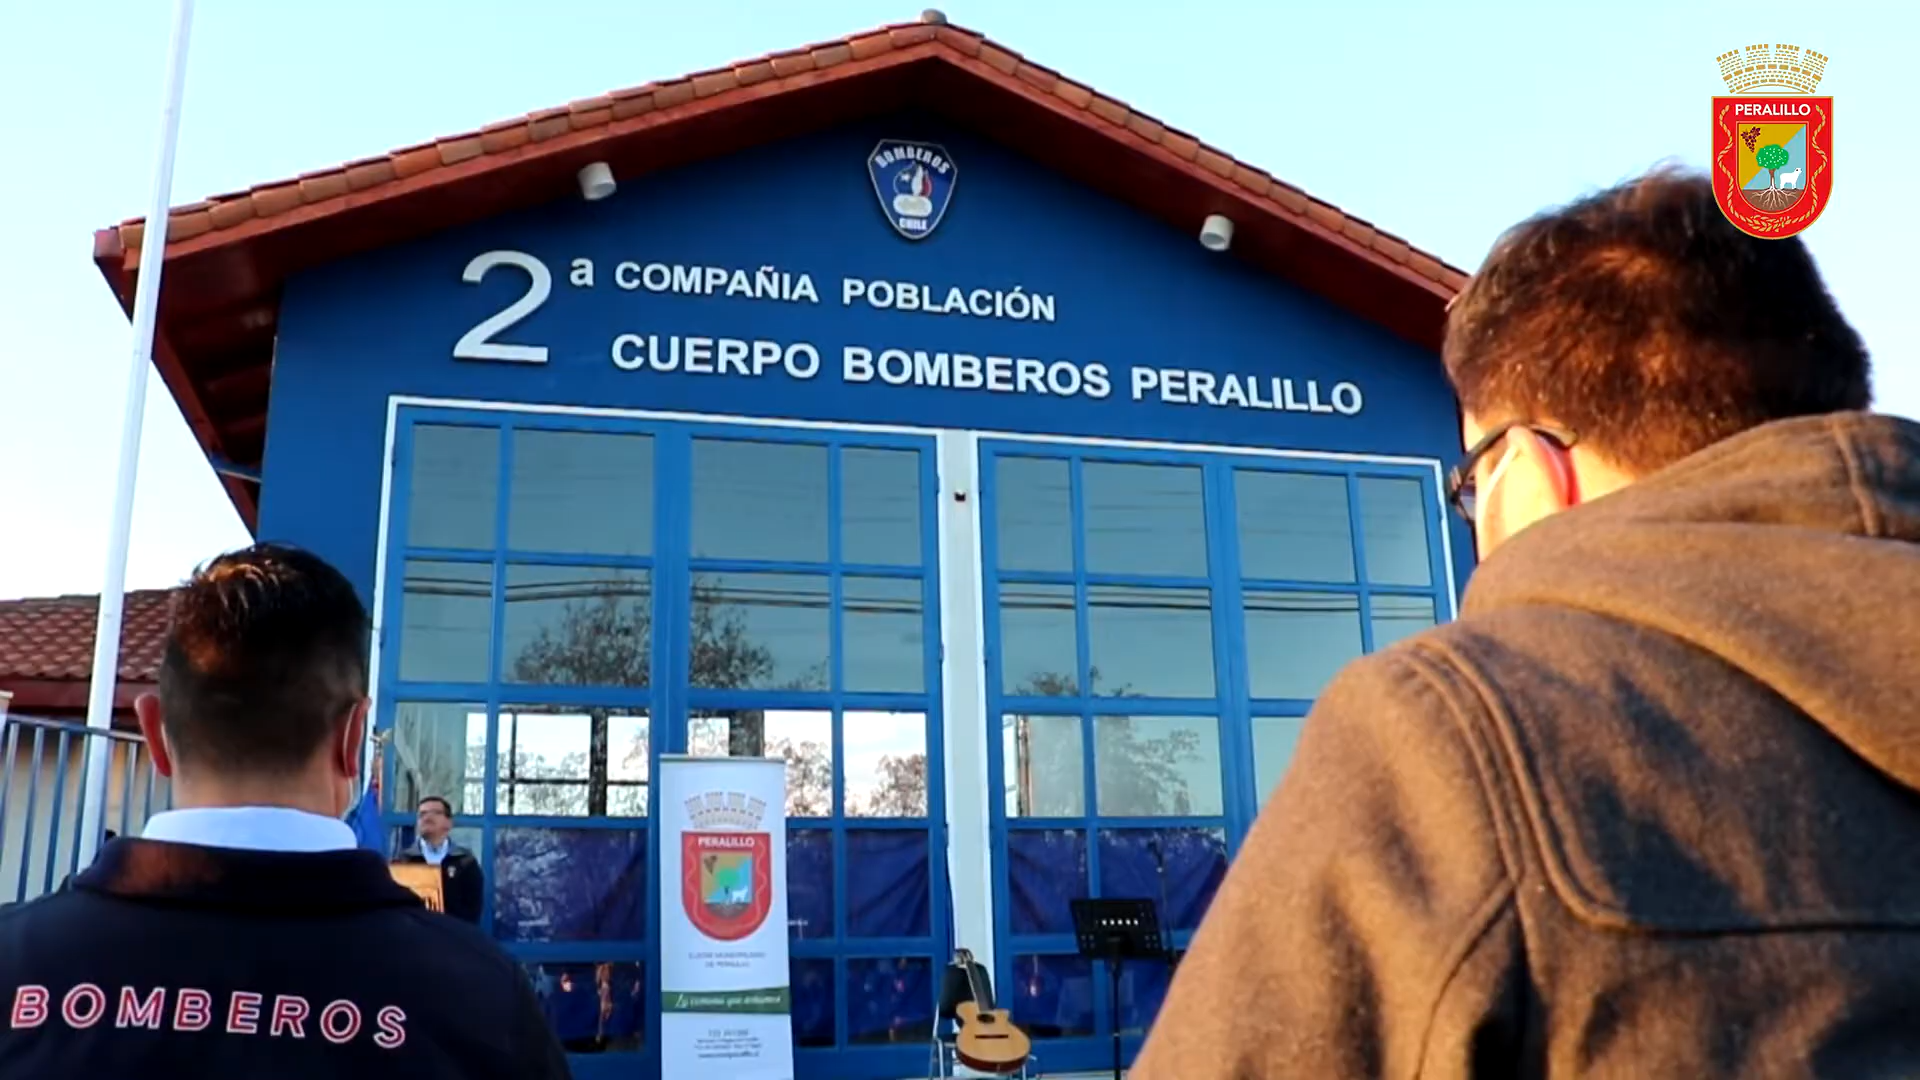 PERALILLO
BOMBEROS
CHILE
2ª COMPAÑIA POBLACIÓN
CUERPO BOMBEROS PERALILLO
PERALILLO
BOMBEROS